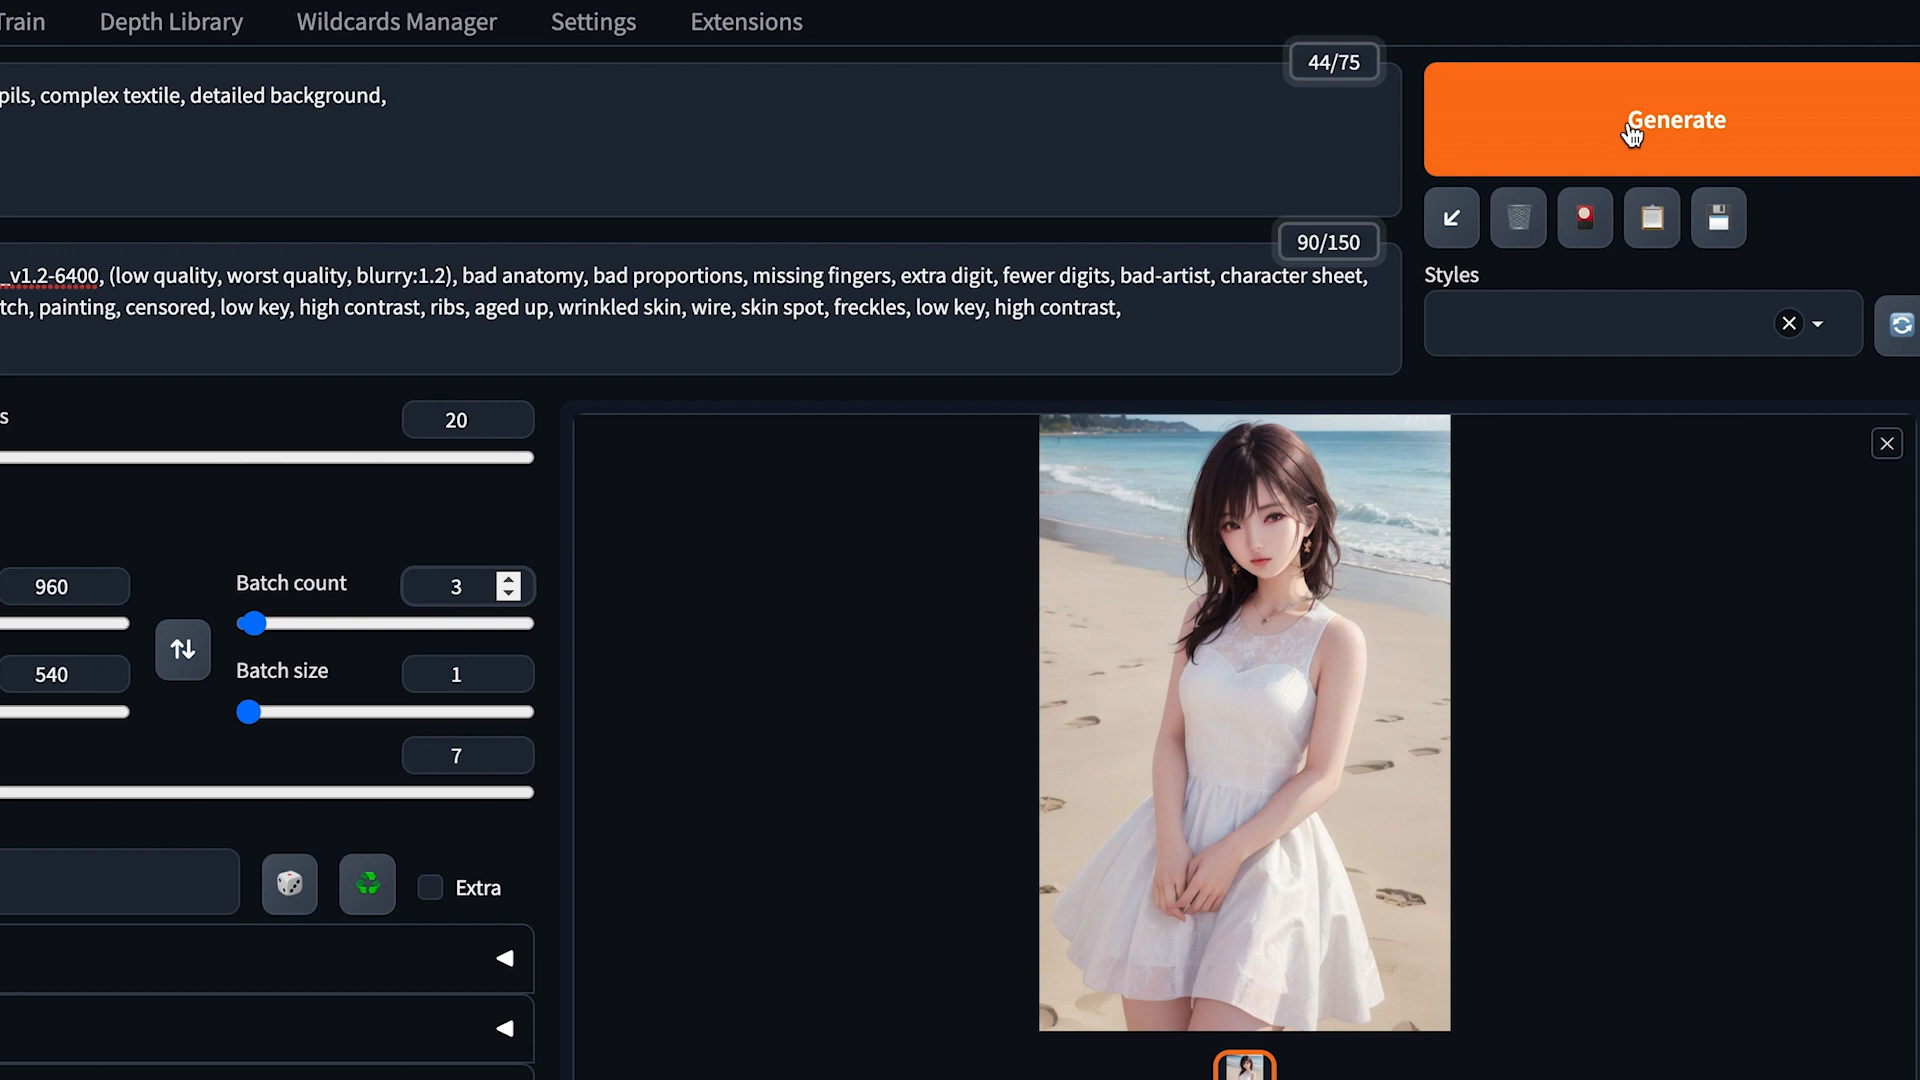 Train
Depth Library
Wildcards Manager
Settings
Extensions
44/75
pils, complex textile, detailed background,
Generate
90/150
_v1.2-6400, (low quality, worst quality, blurry:1.2), bad anatomy, bad proportions, missing fingers, extra digit, fewer digits, bad-artist, character sheet,
tch, painting, censored, low key, high contrast, ribs, aged up, wrinkled skin, wire, skin spot, freckles, low key, high contrast,
Styles
s
20
960
Batch count
3
540
Batch size
1
7
Extra